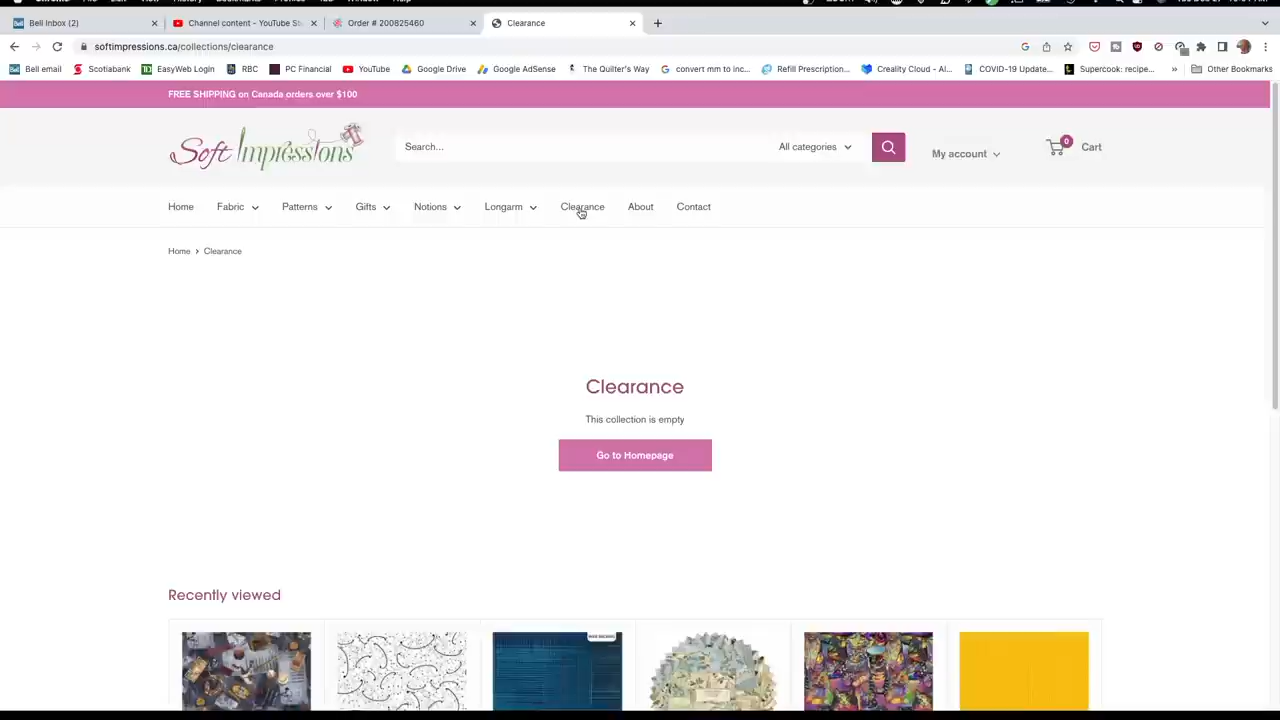 Bell Inbox (2)
Channel content - YouTube St
Order # 200825460
Clearance
softimpressions.ca/collections/clearance
Bell email
Scotiabank
EasyWeb Login
RBC
PC Financial
YouTube
Google Drive
Google AdSense
The Quilter's Way
convert mm to inc...
Refill Prescription...
Creality Cloud - Al...
COVID-19 Update...
Supercook: recipe...
»
Other Bookmarks
FREE SHIPPING on Canada orders over $100
Soft Impressions
Search...
All categories
My account
0
Cart
Home
Fabric
Patterns
Gifts
Notions
Longarm
Clearance
About
Contact
Home > Clearance
Clearance
This collection is empty
Go to Homepage
Recently viewed